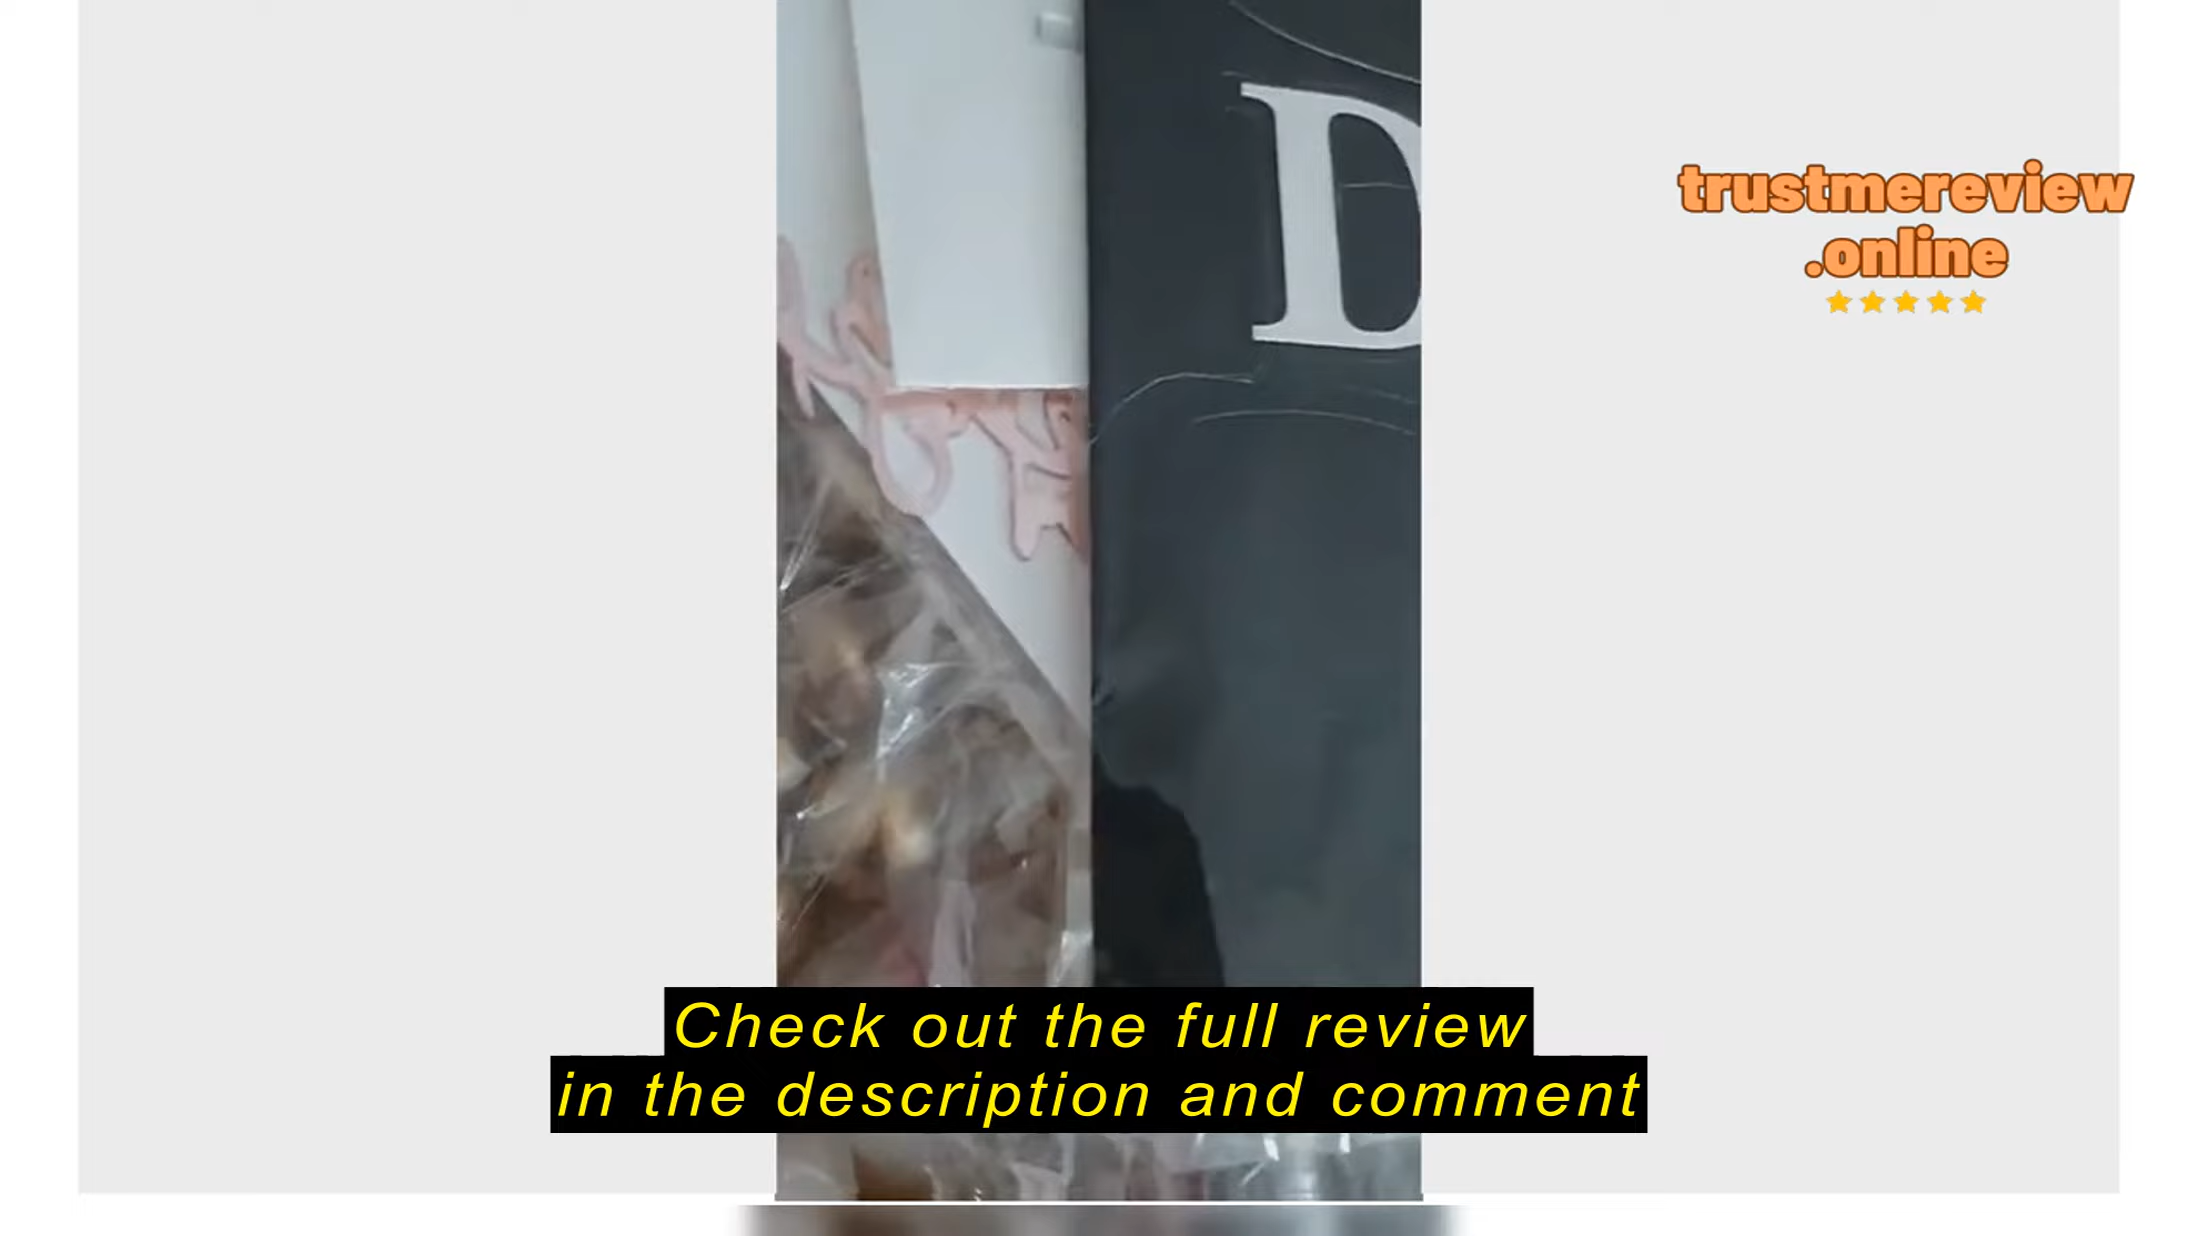 D
trustmereview
.online
Check out the full review
in the description and comment